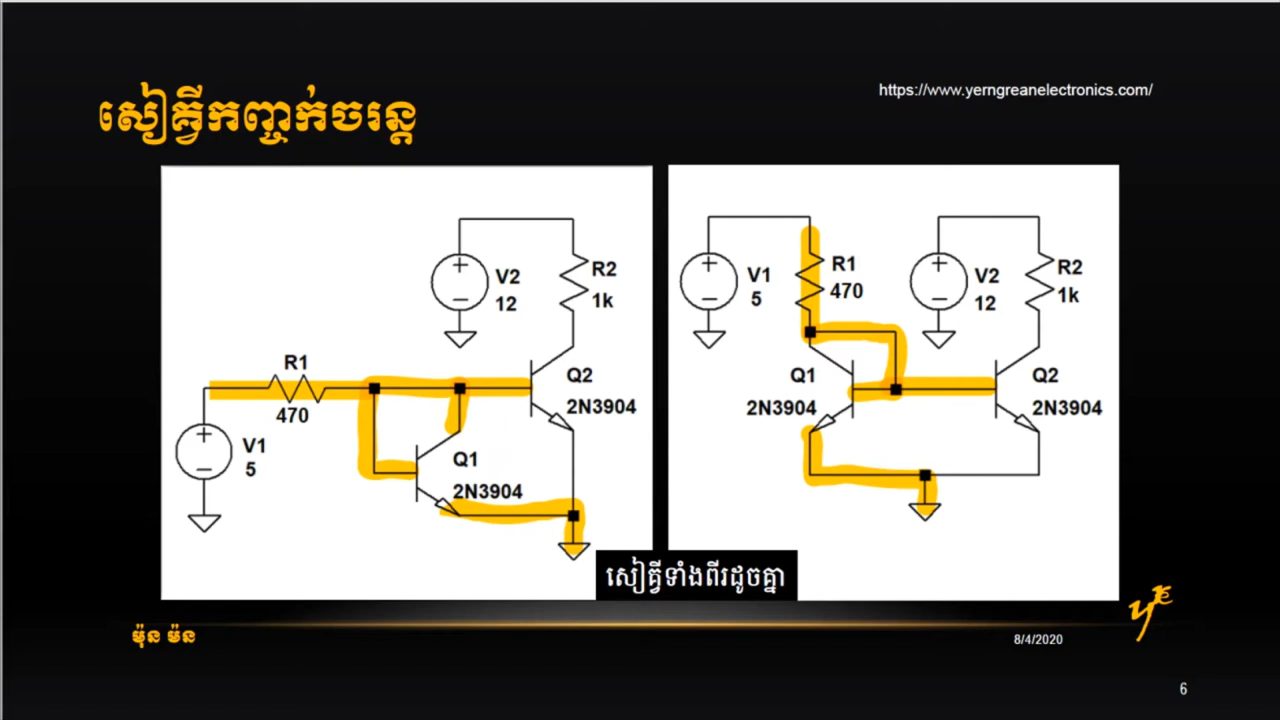 សៀគ្វីកញ្ចក់ចរន្ត
https://www.yerngreanelectronics.com/
V2
12
R2
1k
R1
470
Q2
2N3904
V1
5
Q1
2N3904
V1
5
R1
470
V2
12
R2
1k
Q1
2N3904
Q2
2N3904
សៀគ្វីទាំងពីរដូចគ្នា
ម៉ុន ម៉ន
8/4/2020
6